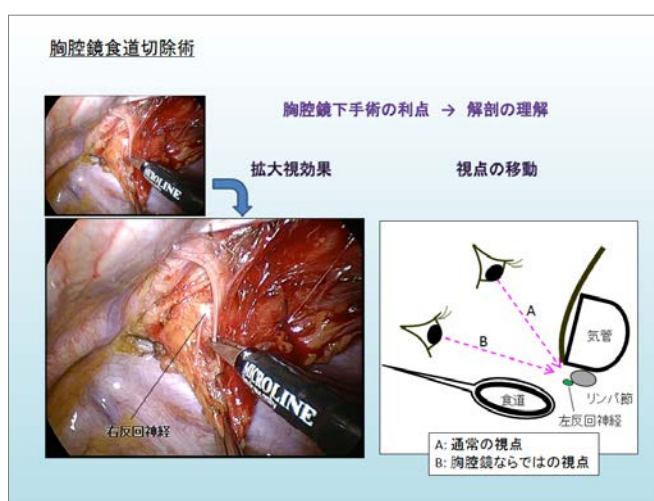 胸腔鏡食道切除術
胸腔鏡下手術の利点 → 解剖の理解
拡大視効果
視点の移動
MICROLINE
MICROLINE
右反回神経
A
B
気管
食道
リンパ節
左反回神経
A: 通常の視点
B: 胸腔鏡ならではの視点